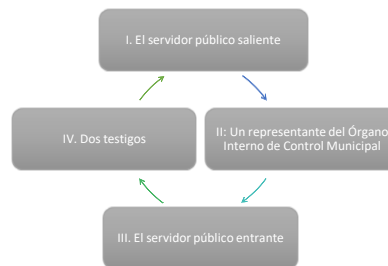 I. El servidor público saliente
II: Un representante del Órgano
Interno de Control Municipal
III. El servidor público entrante
IV. Dos testigos